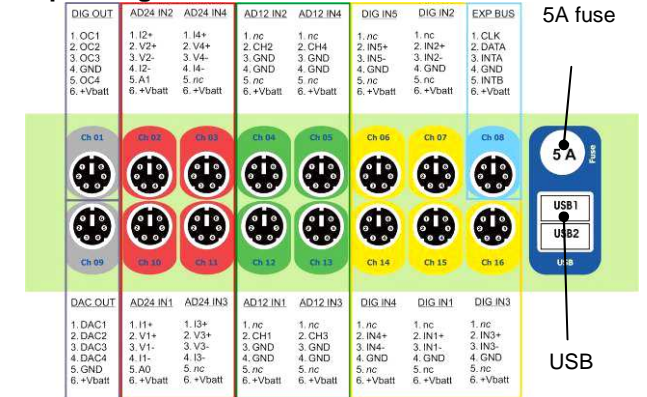 DIG OUT AD24 IN2 AD24 IN4 AD12 IN2 AD12 IN4 DIG IN5 DIG IN2 EXP BUS
1. OC1 1. I2+ 1. I4+ 1. nc 1. nc 1. nc 1. nc 1. CLK
2. OC2 2. V2+ 2. V4+ 2. CH2 2. CH4 2. IN5+ 2. IN2+ 2. DATA
3. OC3 3. V2- 3. V4- 3. GND 3. GND 3. IN5- 3. IN2- 3. INTA
4. GND 4. I2- 4. I4- 4. GND 4. GND 4. GND 4. GND 4. GND
5. OC4 5. A1 5. nc 5. nc 5. nc 5. nc 5. nc 5. INTB
6. +Vbatt 6. +Vbatt 6. +Vbatt 6. +Vbatt 6. +Vbatt 6. +Vbatt 6. +Vbatt 6. +Vbatt
5A fuse
Ch 01 Ch 02 Ch 03 Ch 04 Ch 05 Ch 06 Ch 07 Ch 08
5 A
Fuse
USB1
USB2
USB
Ch 09 Ch 10 Ch 11 Ch 12 Ch 13 Ch 14 Ch 15 Ch 16
DAC OUT AD24 IN1 AD24 IN3 AD12 IN1 AD12 IN3 DIG IN4 DIG IN1 DIG IN3
1. DAC1 1. I1+ 1. I3+ 1. nc 1. nc 1. nc 1. nc 1. nc
2. DAC2 2. V1+ 2. V3+ 2. CH1 2. CH3 2. IN4+ 2. IN1+ 2. IN3+
3. DAC3 3. V1- 3. V3- 3. GND 3. GND 3. IN4- 3. IN1- 3. IN3-
4. DAC4 4. I1- 4. I3- 4. GND 4. GND 4. GND 4. GND 4. GND
5. GND 5. A0 5. nc 5. nc 5. nc 5. nc 5. nc 5. nc
6. +Vbatt 6. +Vbatt 6. +Vbatt 6. +Vbatt 6. +Vbatt 6. +Vbatt 6. +Vbatt 6. +Vbatt
USB